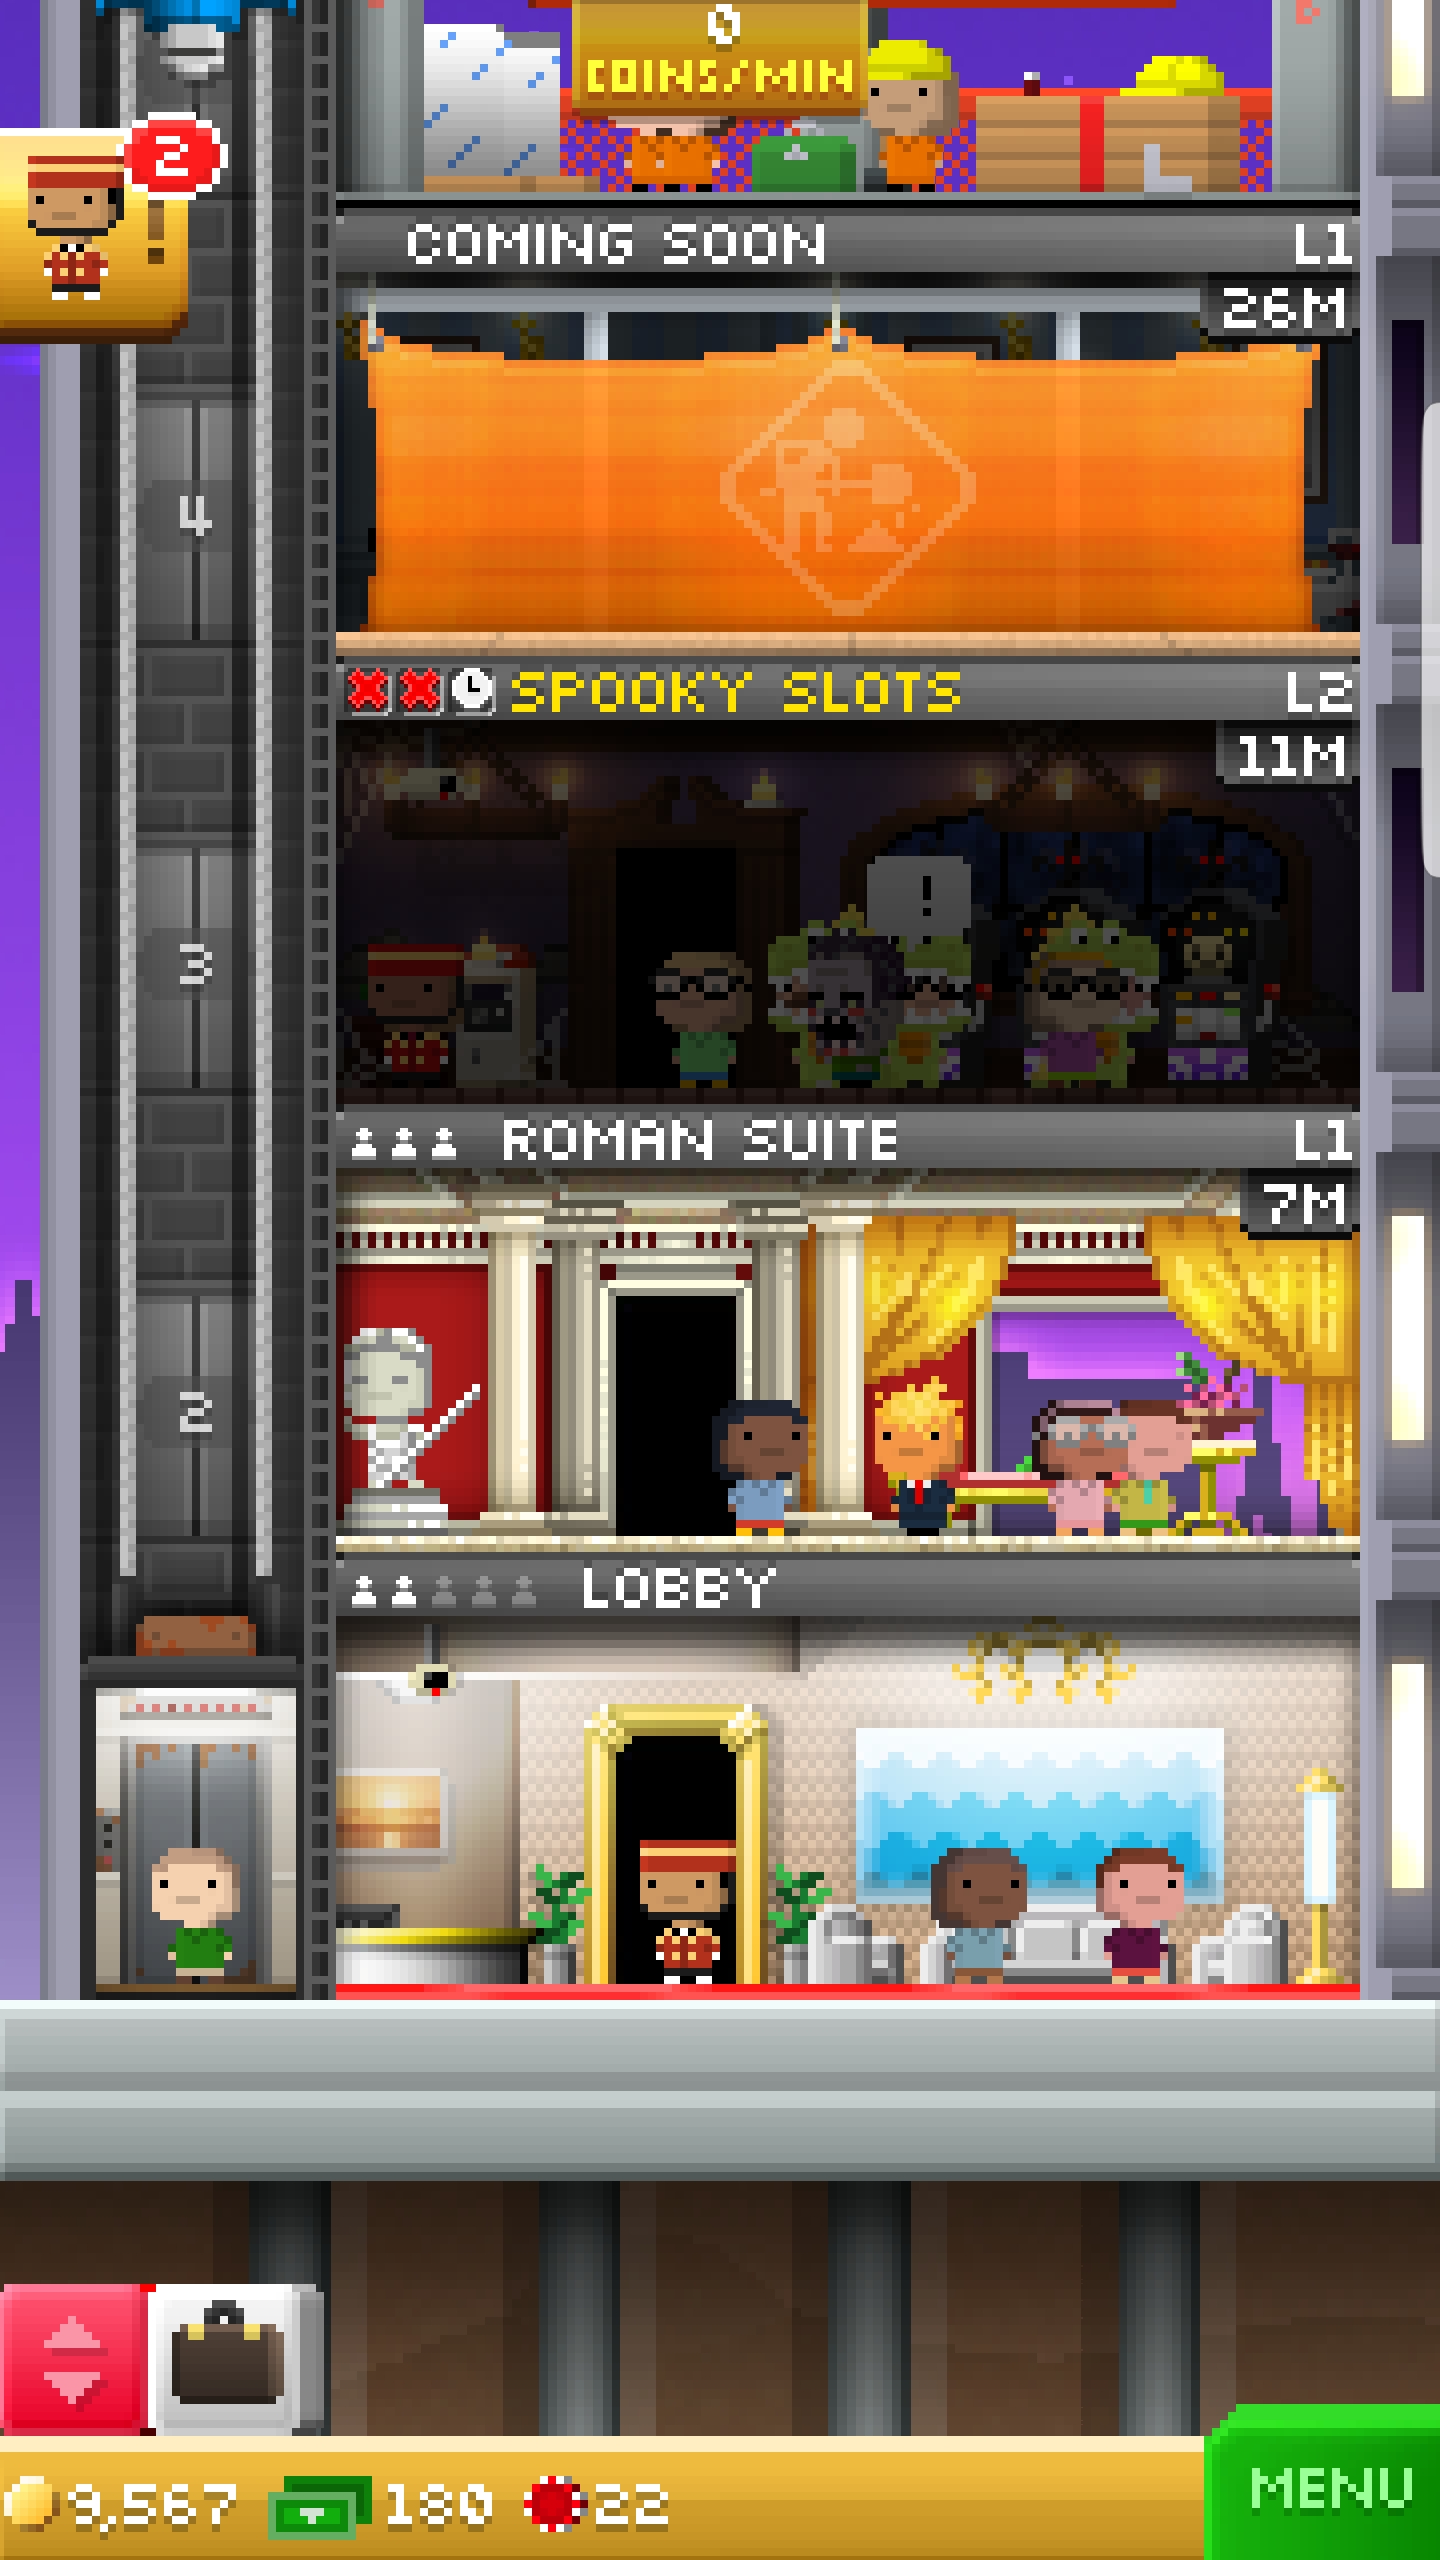 0
COINS/MIN
2
!
COMING SOON L1
26M
4
SPOOKY SLOTS L2
11M
!
3
ROMAN SUITE L1
7M
2
LOBBY
9,567 180 22
MENU